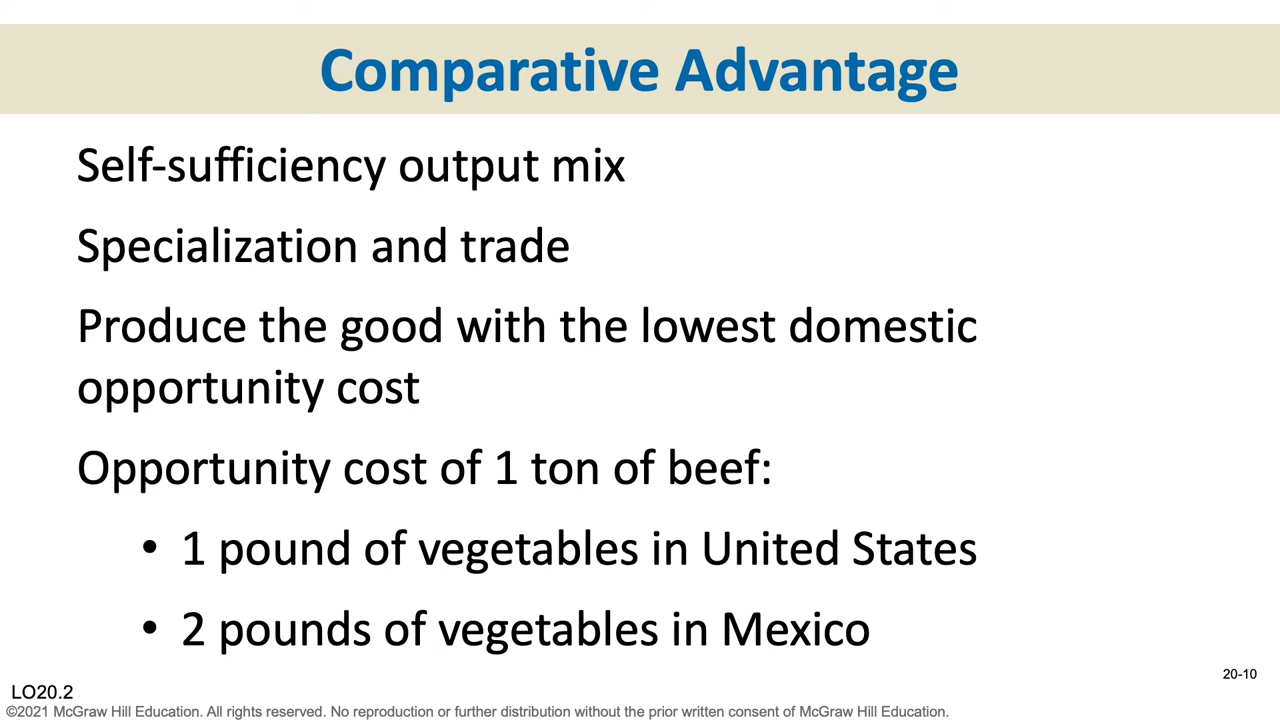 Comparative Advantage
Self-sufficiency output mix
Specialization and trade
Produce the good with the lowest domestic
opportunity cost
Opportunity cost of 1 ton of beef:
• 1 pound of vegetables in United States
• 2 pounds of vegetables in Mexico
20-10
LO20.2
©2021 McGraw Hill Education. All rights reserved. No reproduction or further distribution without the prior written consent of McGraw Hill Education.